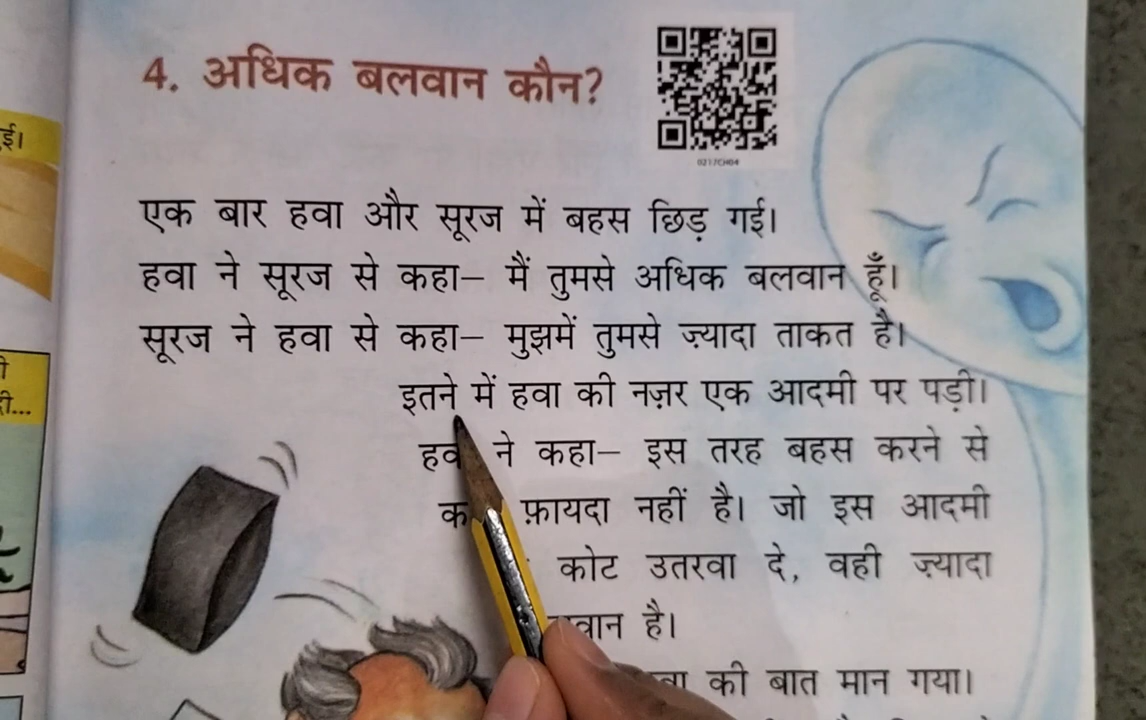 ई।
4. अधिक बलवान कौन?
0217CH04
एक बार हवा और सूरज में बहस छिड़ गई।
हवा ने सूरज से कहा– मैं तुमसे अधिक बलवान हूँ।
सूरज ने हवा से कहा– मुझमें तुमसे ज़्यादा ताकत है।
इतने में हवा की नज़र एक आदमी पर पड़ी।
ने कहा– इस तरह बहस करने से
फ़ायदा नहीं है। जो इस आदमी
कोट उतरवा दे, वही ज़्यादा
है।
की बात मान गया।